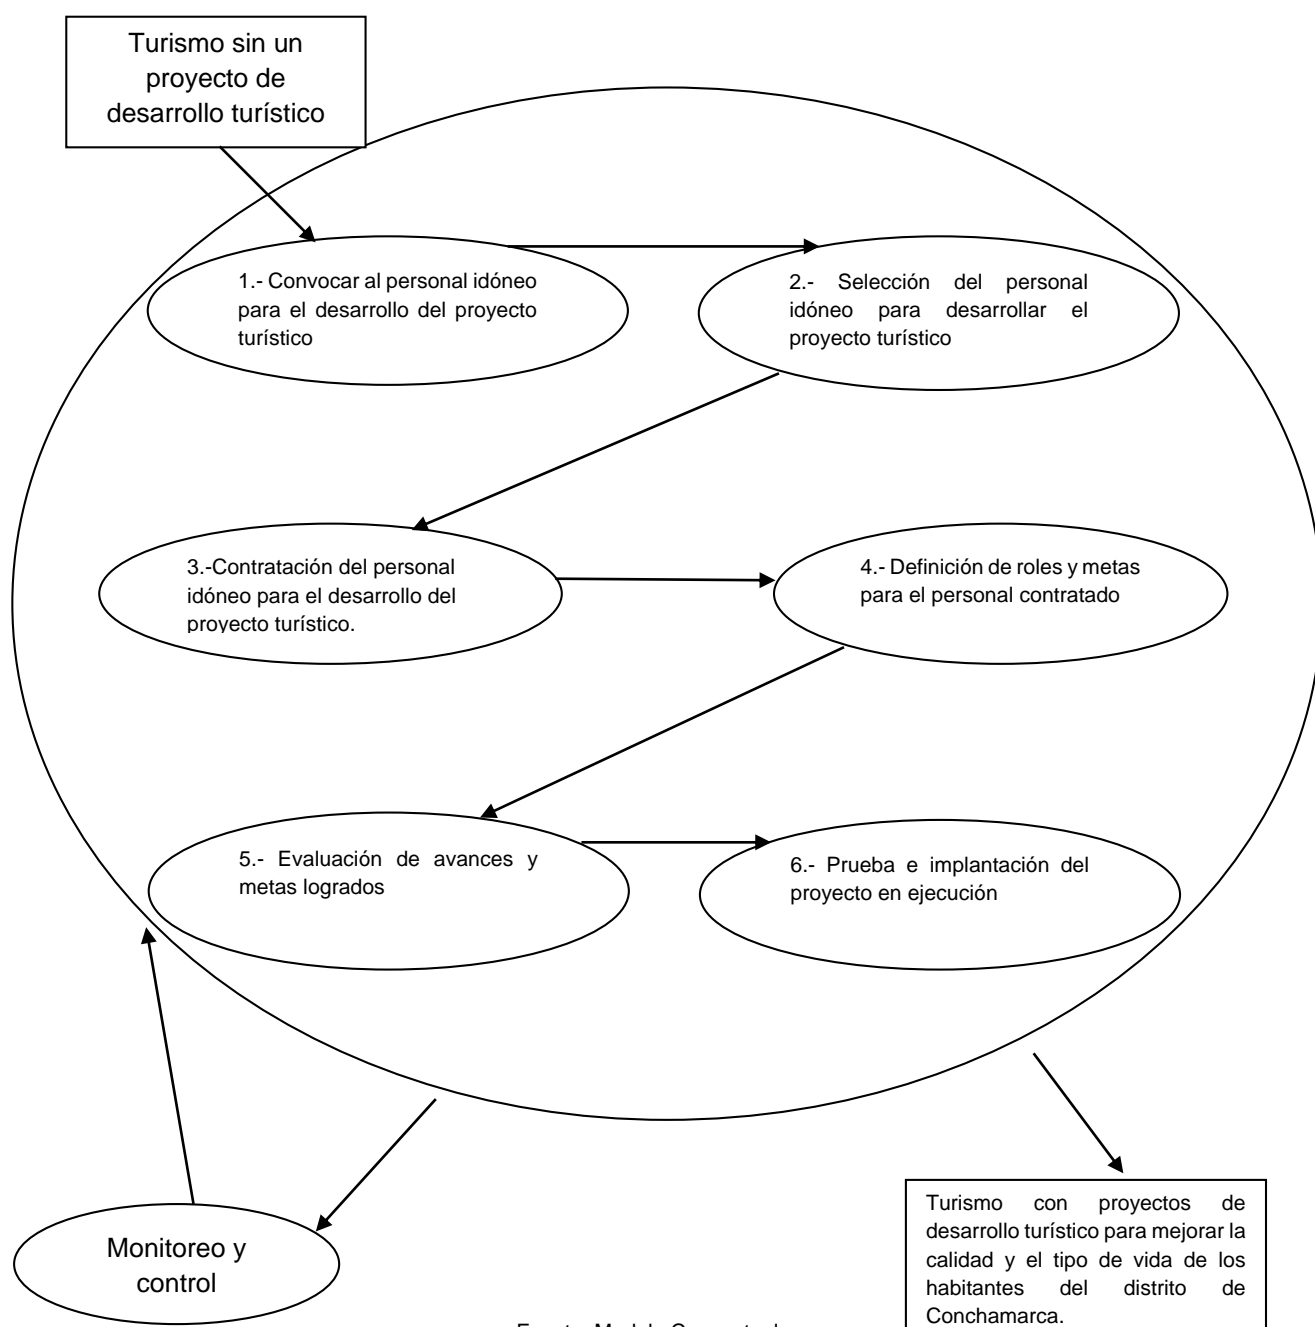 Turismo sin un
proyecto de
desarrollo turístico
1.- Convocar al personal idóneo
para el desarrollo del proyecto
turístico
2.- Selección del personal
idóneo para desarrollar el
proyecto turístico
3.-Contratación del personal
idóneo para el desarrollo del
proyecto turístico.
4.- Definición de roles y metas
para el personal contratado
5.- Evaluación de avances y
metas logrados
6.- Prueba e implantación del
proyecto en ejecución
Monitoreo y
control
Turismo con proyectos de
desarrollo turístico para mejorar la
calidad y el tipo de vida de los
habitantes del distrito de
Conchamarca.